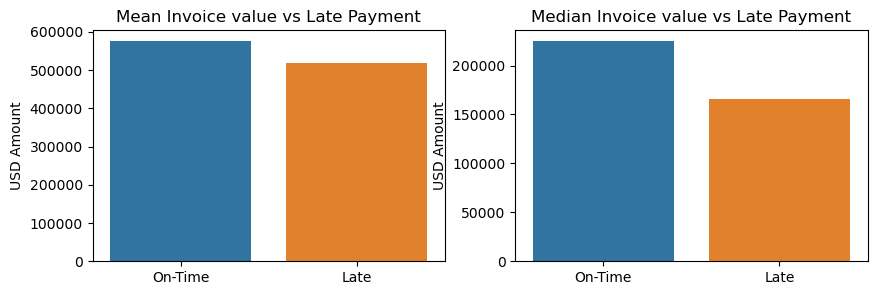 Mean Invoice value vs Late Payment
USD Amount
600000
500000
400000
300000
200000
100000
0
On-Time
Late
Median Invoice value vs Late Payment
USD Amount
200000
150000
100000
50000
0
On-Time
Late